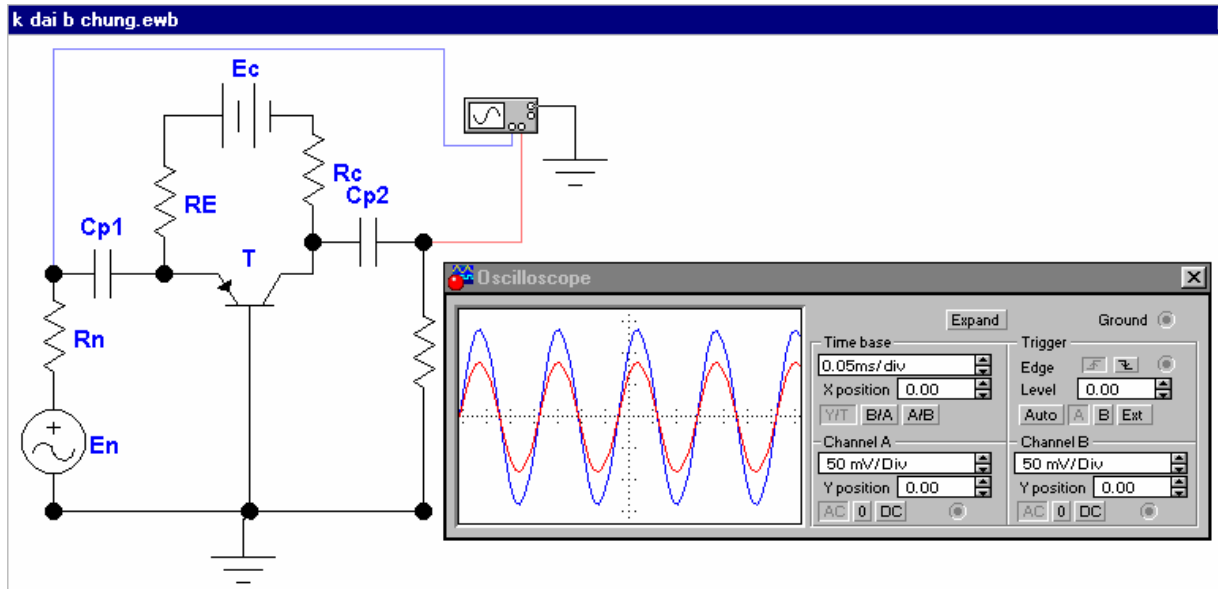 k dai b chung.ewb
Ec
Rc
RE
Cp2
Cp1
T
Rn
En
+
Oscilloscope
Expand Ground
Time base Trigger
0.05ms/div Edge
X position 0.00 Level 0.00
Y/T B/A A/B Auto A B Ext
Channel A Channel B
50 mV/Div 50 mV/Div
Y position 0.00 Y position 0.00
AC 0 DC AC 0 DC